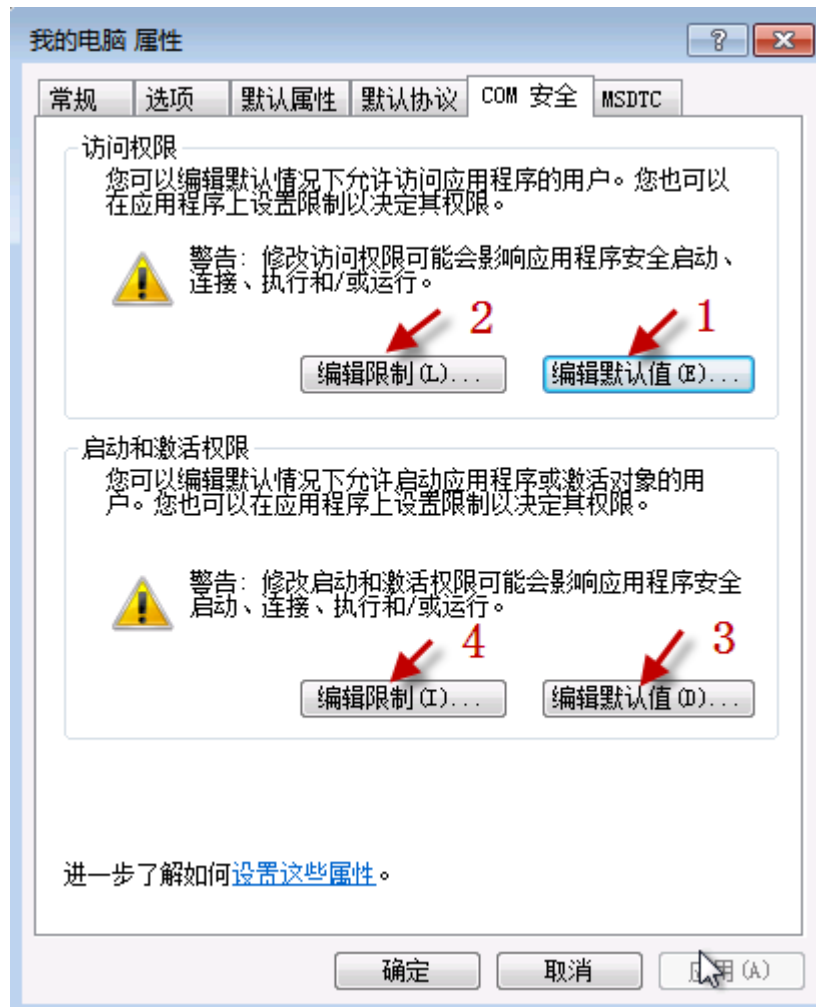 我的电脑 属性
常规 选项 默认属性 默认协议 COM 安全 MSDTC
访问权限
您可以编辑默认情况下允许访问应用程序的用户。您也可以
在应用程序上设置限制以决定其权限。
警告: 修改访问权限可能会影响应用程序安全启动、
连接、执行和/或运行。
2 1
编辑限制(L)... 编辑默认值(E)...
启动和激活权限
您可以编辑默认情况下允许启动应用程序或激活对象的用
户。您也可以在应用程序上设置限制以决定其权限。
警告: 修改启动和激活权限可能会影响应用程序安全
启动、连接、执行和/或运行。
4 3
编辑限制(I)... 编辑默认值(D)...
进一步了解如何设置这些属性。
确定 取消 应用(A)